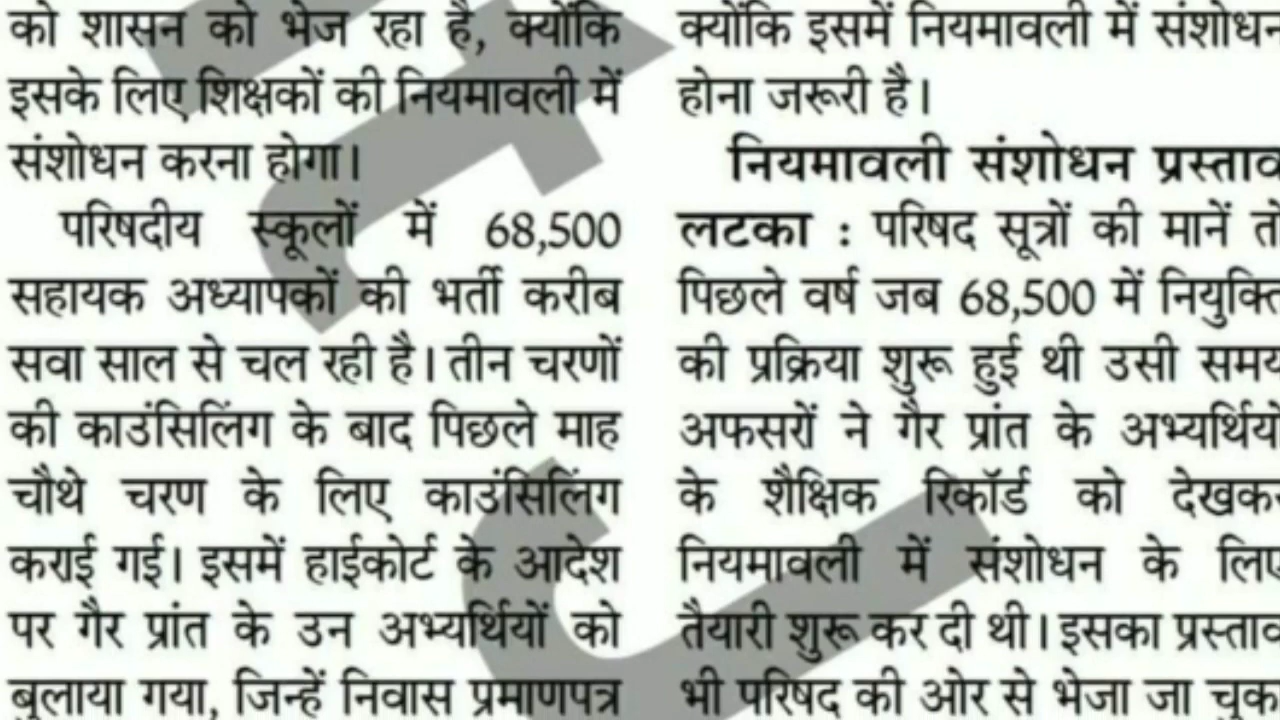 को शासन को भेज रहा है, क्योंकि
इसके लिए शिक्षकों की नियमावली में
संशोधन करना होगा।
परिषदीय स्कूलों में 68,500
सहायक अध्यापकों की भर्ती करीब
सवा साल से चल रही है। तीन चरणों
की काउंसिलिंग के बाद पिछले माह
चौथे चरण के लिए काउंसिलिंग
कराई गई। इसमें हाईकोर्ट के आदेश
पर गैर प्रांत के उन अभ्यर्थियों को
बुलाया गया, जिन्हें निवास प्रमाणपत्र
क्योंकि इसमें नियमावली में संशोधन
होना जरूरी है।
नियमावली संशोधन प्रस्ताव
लटका : परिषद सूत्रों की मानें तो
पिछले वर्ष जब 68,500 में नियुक्ति
की प्रक्रिया शुरू हुई थी उसी समय
अफसरों ने गैर प्रांत के अभ्यर्थियों
के शैक्षिक रिकॉर्ड को देखकर
नियमावली में संशोधन के लिए
तैयारी शुरू कर दी थी। इसका प्रस्ताव
भी परिषद की ओर से भेजा जा चुका